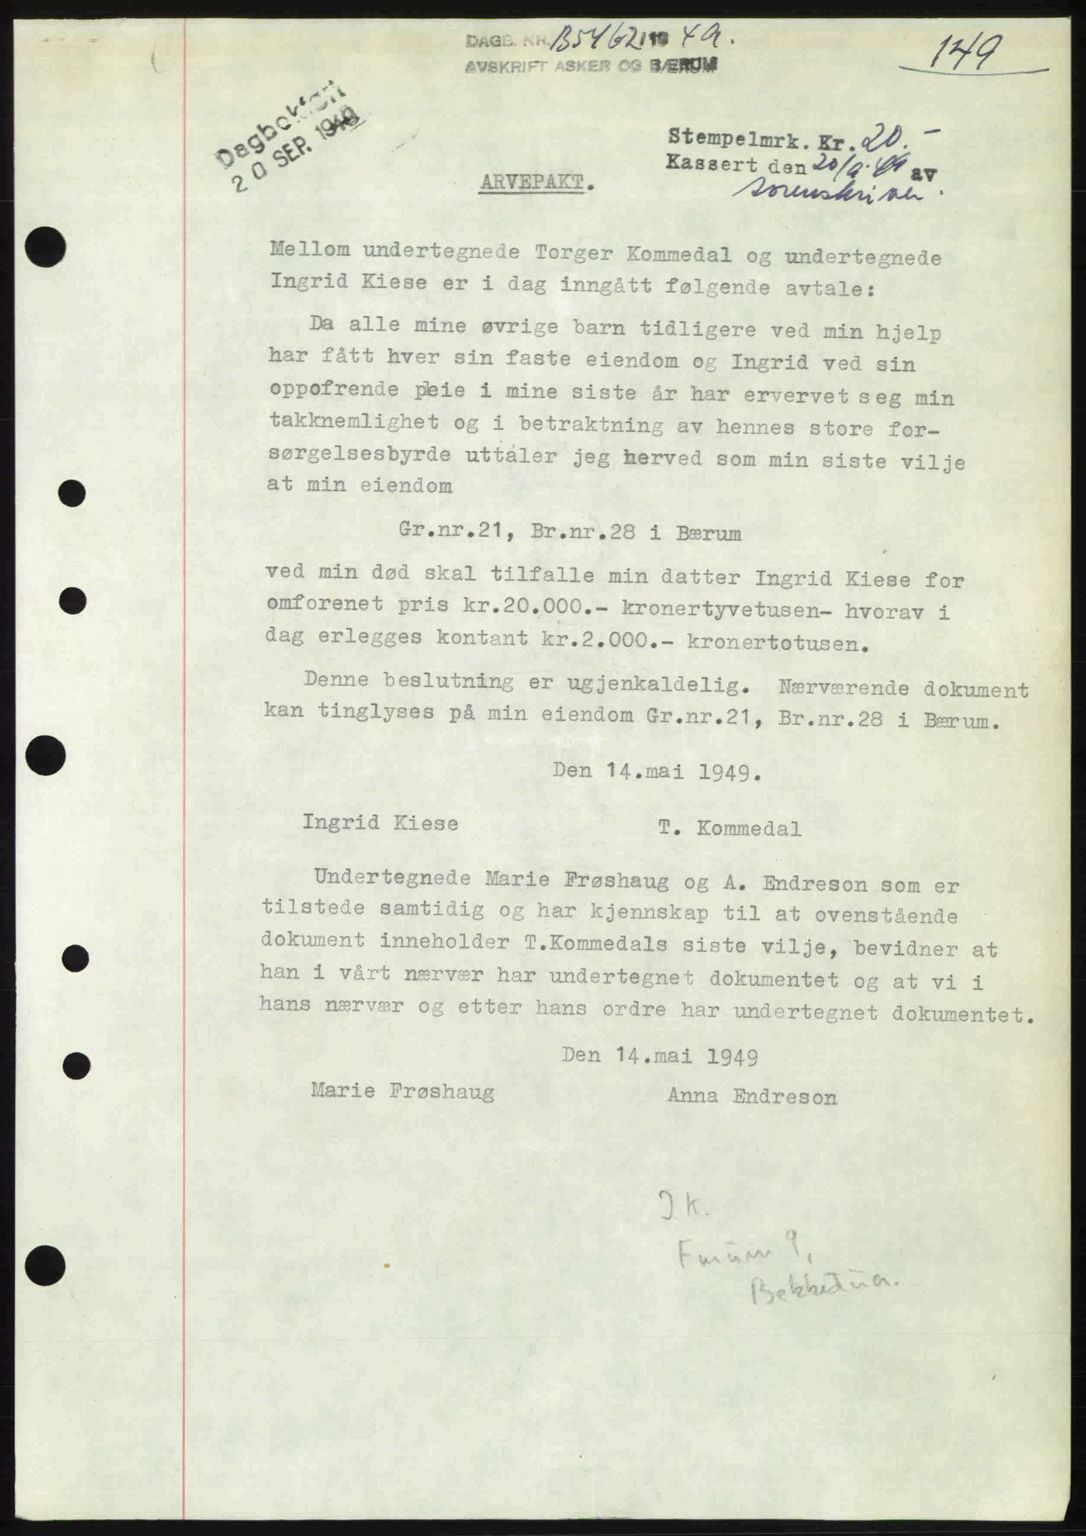 DAGB. NR. B5462/19 49.
AVSKRIFT ASKER OG BÆRUM
149
Dagbokført
20 SEP. 1949
Stempelmrk. Kr. 20.-
Kassert den 20/9-49 av
sorenskriver.
ARVEPAKT.
Mellom undertegnede Torger Kommedal og undertegnede
Ingrid Kiese er i dag inngått følgende avtale:
Da alle mine øvrige barn tidligere ved min hjelp
har fått hver sin faste eiendom og Ingrid ved sin
oppofrende pleie i mine siste år har ervervet seg min
takknemlighet og i betraktning av hennes store for-
sørgelsesbyrde uttaler jeg herved som min siste vilje
at min eiendom
Gr.nr.21, Br.nr.28 i Bærum
ved min død skal tilfalle min datter Ingrid Kiese for
omforenet pris kr.20.000.- kronertyvetusen- hvorav i
dag erlegges kontant kr.2.000.- kronertotusen.
Denne beslutning er ugjenkaldelig. Nærværende dokument
kan tinglyses på min eiendom Gr.nr.21, Br.nr.28 i Bærum.
Den 14.mai 1949.
Ingrid Kiese T. Kommedal
Undertegnede Marie Frøshaug og A. Endreson som er
tilstede samtidig og har kjennskap til at ovenstående
dokument inneholder T.Kommedals siste vilje, bevidner at
han i vårt nærvær har undertegnet dokumentet og at vi i
hans nærvær og etter hans ordre har undertegnet dokumentet.
Den 14.mai 1949
Marie Frøshaug Anna Endreson
J.K.
9,
Bekkestua.